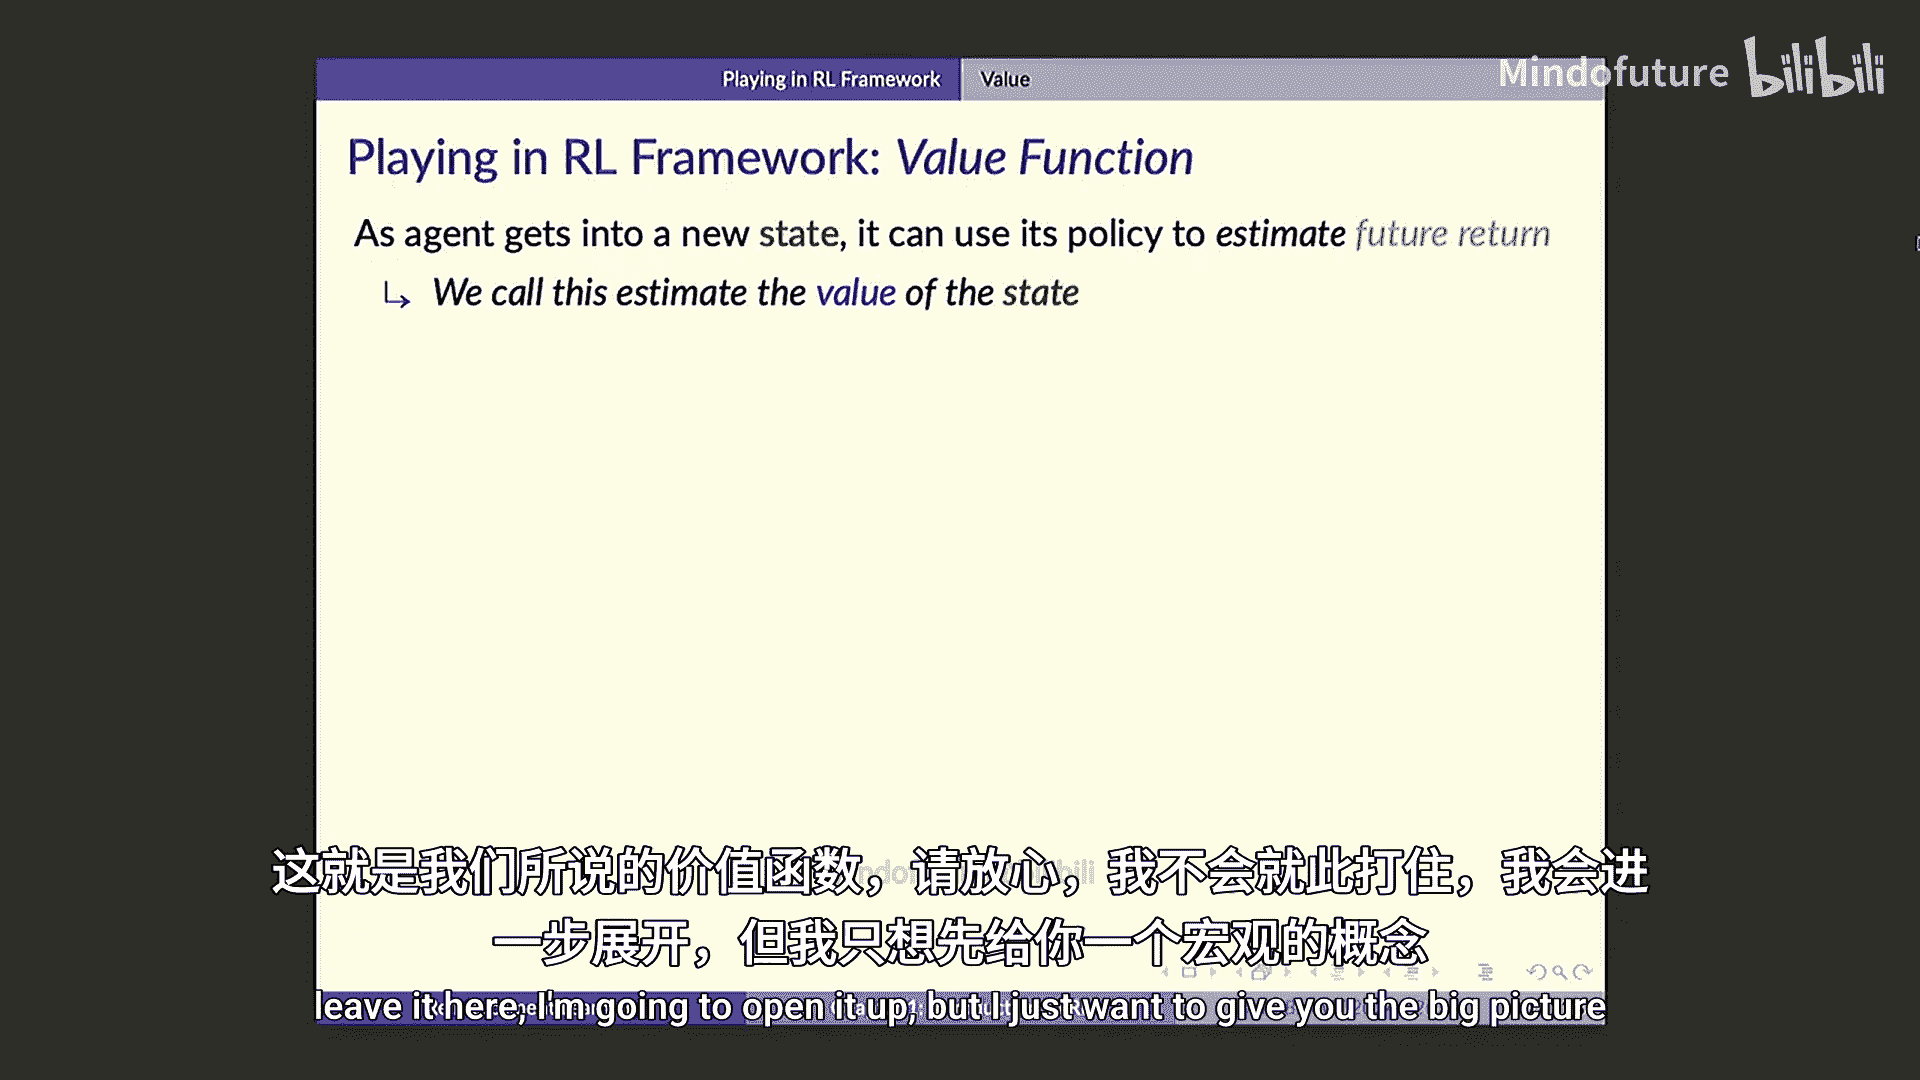 Mindofuture bilibili
Playing in RL Framework Value
Playing in RL Framework: Value Function
As agent gets into a new state, it can use its policy to estimate future return
↳ We call this estimate the value of the state
这就是我们所说的价值函数，请放心，我不会就此打住，我会进
一步展开，但我只想先给你一个宏观的概念
leave it here, I'm going to open it up, but I just want to give you the big picture